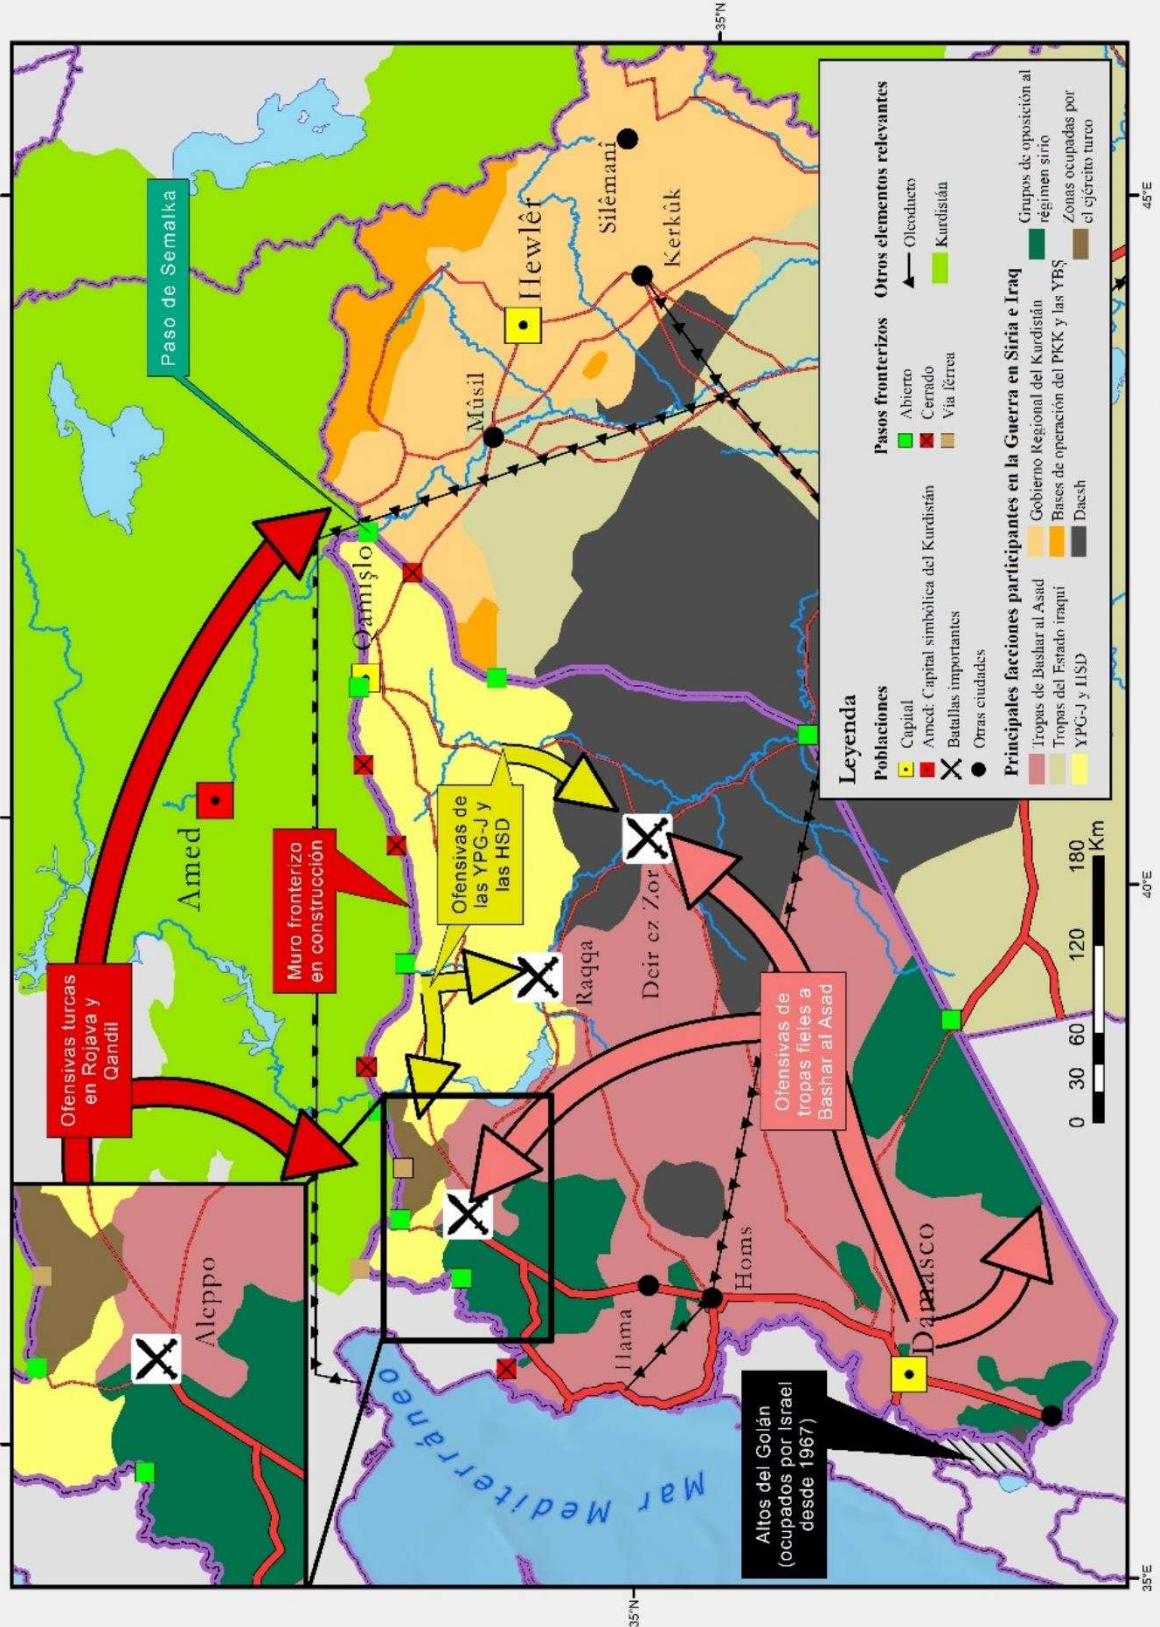 Ofensivas turcas
en Rojava y
Qandil
Paso de Semalka
Muro fronterizo
en construcción
Ofensivas de
las YPG-J y
las HSD
Ofensivas de
tropas fieles a
Bashar al Asad
Altos del Golán
(ocupados por Israel
desde 1967)
Amed
Qamişlo
Mûsil
Hewlêr
Silêmanî
Kerkûk
Raqqa
Deir ez Zor
Aleppo
Hama
Homs
Damasco
Mar Mediterráneo
Leyenda
Poblaciones
Capital
Amed: Capital simbólica del Kurdistán
Batallas importantes
Otras ciudades
Pasos fronterizos
Abierto
Cerrado
Vía férrea
Otros elementos relevantes
Oleoducto
Kurdistán
Principales facciones participantes en la Guerra en Siria e Iraq
Tropas de Bashar al Asad
Tropas del Estado iraquí
YPG-J y HSD
Gobierno Regional del Kurdistán
Bases de operación del PKK y las YBŞ
Daesh
Grupos de oposición al
régimen sirio
Zonas ocupadas por
el ejército turco
0 30 60 120 180
Km
35°E
40°E
45°E
35°N
35°N